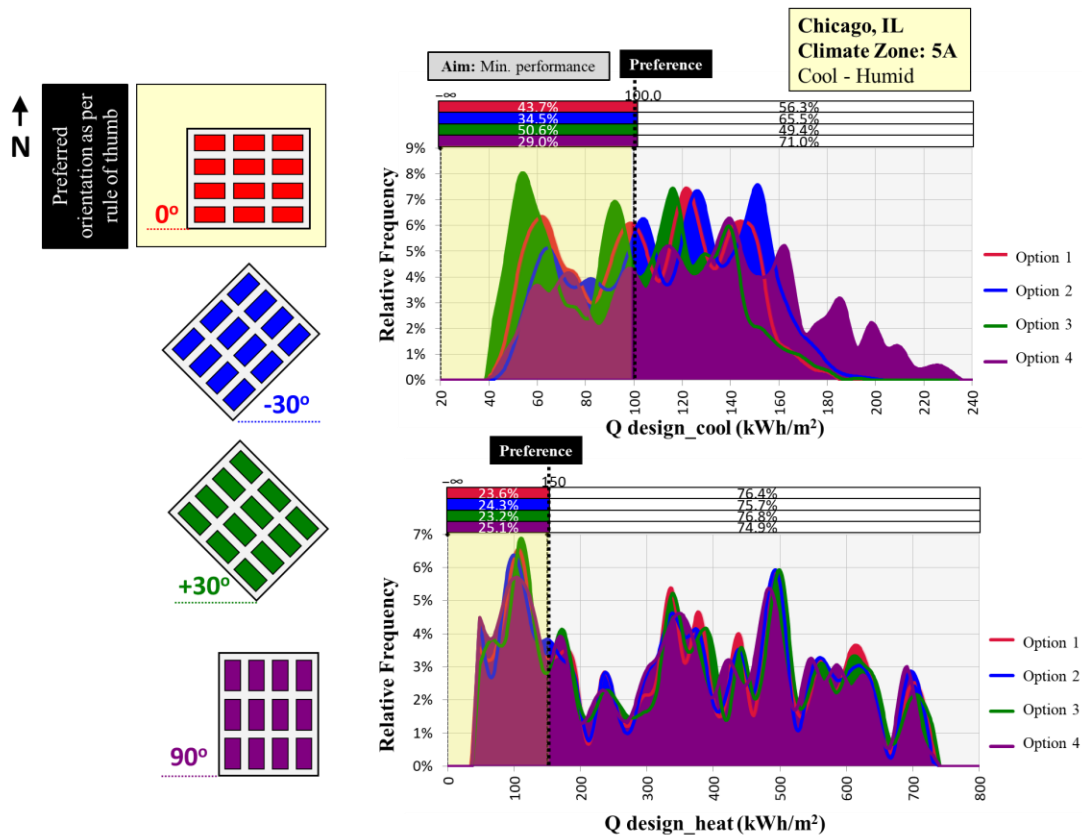 Chicago, IL
Climate Zone: 5A
Cool - Humid
Aim: Min. performance
Preference
N
Preferred
orientation as per
rule of thumb
0º
-30º
+30º
90º
−∞
100.0
43.7% 56.3%
34.5% 65.5%
50.6% 49.4%
29.0% 71.0%
9%
8%
7%
6%
5%
4%
3%
2%
1%
0%
Relative Frequency
20 40 60 80 100 120 140 160 180 200 220 240
Q design_cool (kWh/m²)
Option 1
Option 2
Option 3
Option 4
Preference
−∞
150
23.6% 76.4%
24.3% 75.7%
23.2% 76.8%
25.1% 74.9%
7%
6%
5%
4%
3%
2%
1%
0%
Relative Frequency
0 100 200 300 400 500 600 700 800
Q design_heat (kWh/m²)
Option 1
Option 2
Option 3
Option 4